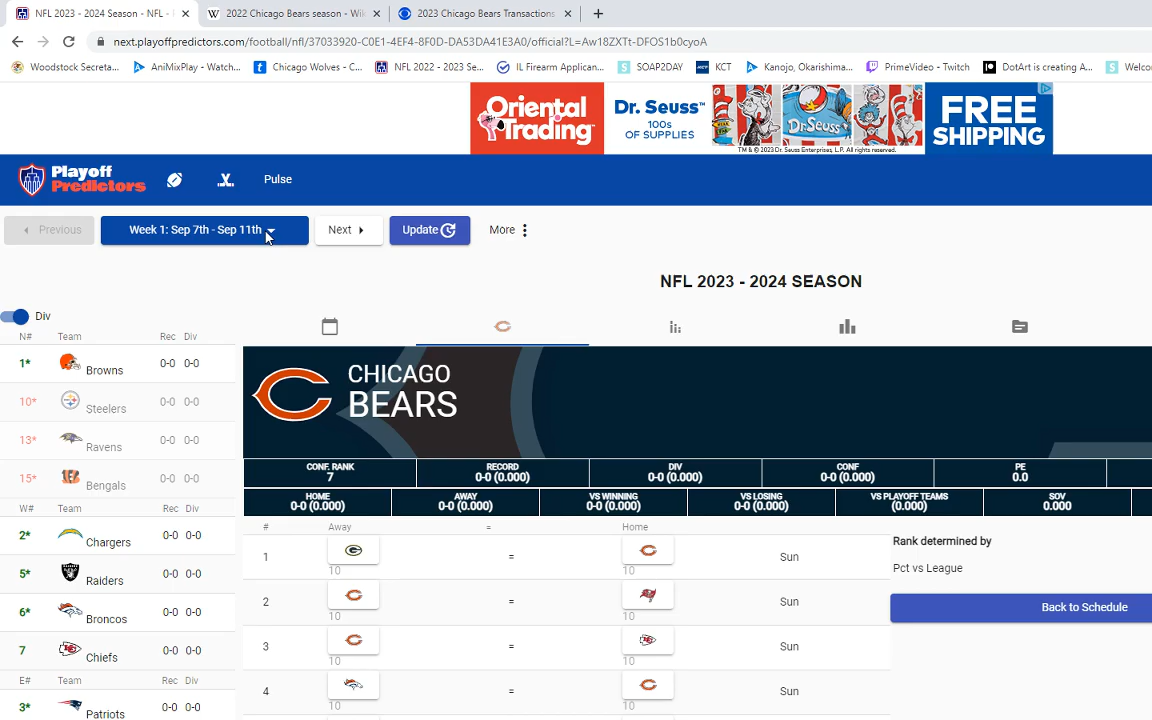 NFL 2023 - 2024 Season - NFL -
2022 Chicago Bears season - Wi
2023 Chicago Bears Transactions
next.playoffpredictors.com/football/nfl/37033920-C0E1-4EF4-8F0D-DA53DA41E3A0/official?L=Aw18ZXTt-DFOS1b0cyoA
Woodstock Secreta...
AniMixPlay - Watch...
Chicago Wolves - C...
NFL 2022 - 2023 Se...
IL Firearm Applican...
SOAP2DAY
KCT
Kanojo, Okarishima...
PrimeVideo - Twitch
DotArt is creating A...
Welco
Oriental Trading
Dr. Seuss™
100s
OF SUPPLIES
FREE
SHIPPING
TM & © 2023 Dr. Seuss Enterprises, L.P. All rights reserved.
Playoff
Predictors
Pulse
Previous
Week 1: Sep 7th - Sep 11th
Next
Update
More
NFL 2023 - 2024 SEASON
Div
N# Team Rec Div
1* Browns 0-0 0-0
10* Steelers 0-0 0-0
13* Ravens 0-0 0-0
15* Bengals 0-0 0-0
W# Team Rec Div
2* Chargers 0-0 0-0
5* Raiders 0-0 0-0
6* Broncos 0-0 0-0
7 Chiefs 0-0 0-0
E# Team Rec Div
3* Patriots 0-0 0-0
CHICAGO
BEARS
CONF. RANK RECORD DIV CONF PE
7 0-0 (0.000) 0-0 (0.000) 0-0 (0.000) 0.0
HOME AWAY VS WINNING VS LOSING VS PLAYOFF TEAMS SOV
0-0 (0.000) 0-0 (0.000) 0-0 (0.000) 0-0 (0.000) (0.000) 0.000
# Away = Home
1 = Sun
10 10
2 = Sun
10 10
3 = Sun
10 10
4 = Sun
10 10
Rank determined by
Pct vs League
Back to Schedule